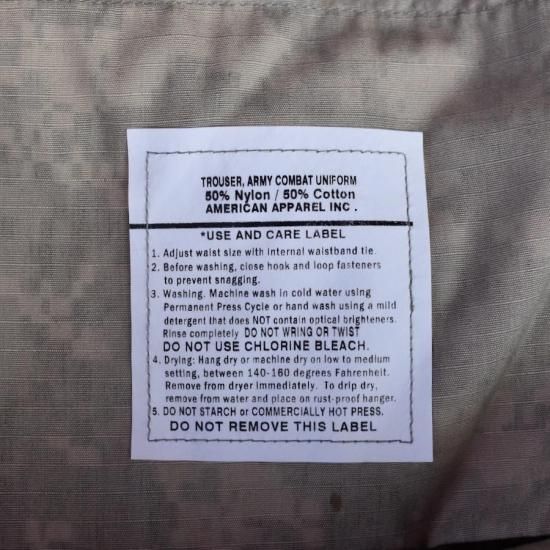 TROUSER, ARMY COMBAT UNIFORM
50% Nylon / 50% Cotton
AMERICAN APPAREL INC .
*USE AND CARE LABEL
1. Adjust waist size with internal waistband tie.
2. Before washing, close hook and loop fasteners
to prevent snagging.
3. Washing. Machine wash in cold water using
Permanent Press Cycle or hand wash using a mild
detergent that does NOT contain optical brighteners.
Rinse completely DO NOT WRING OR TWIST
DO NOT USE CHLORINE BLEACH.
4. Drying: Hang dry or machine dry on low to medium
setting, between 140-160 degrees Fahrenheit.
Remove from dryer immediately. To drip dry,
remove from water and place on rust-proof hanger.
5. DO NOT STARCH or COMMERCIALLY HOT PRESS.
DO NOT REMOVE THIS LABEL